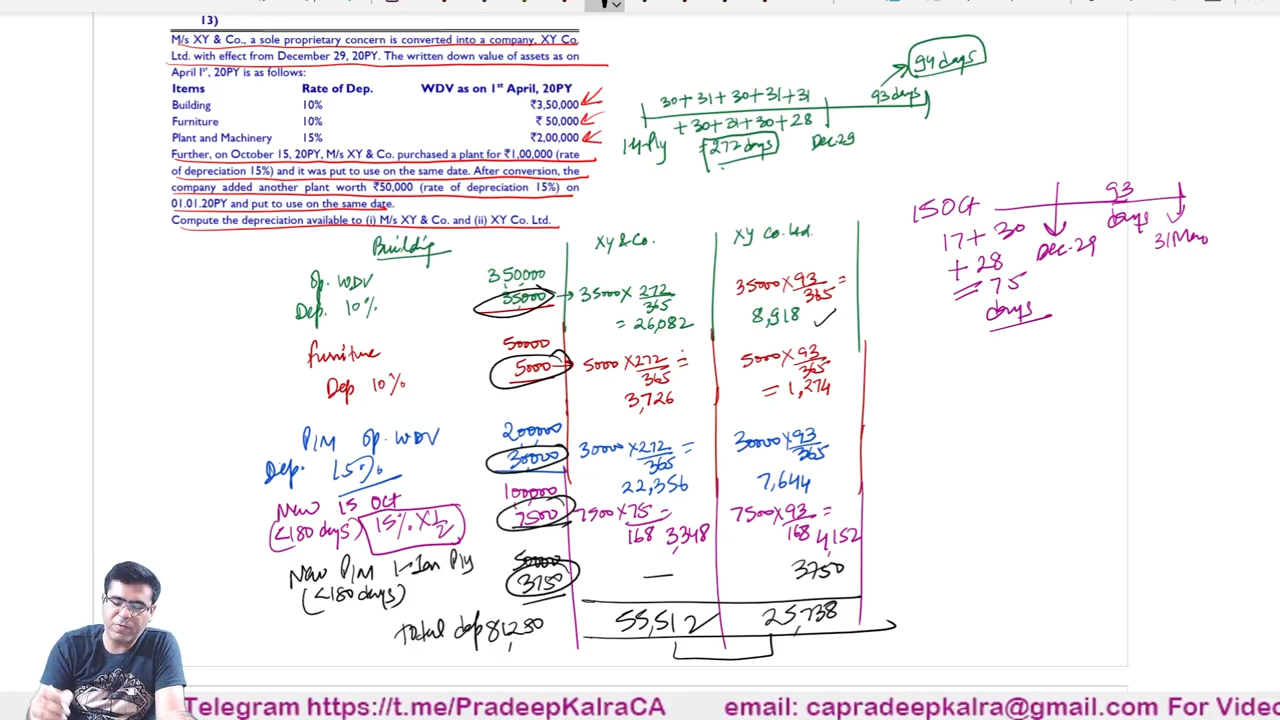 13)
M/s XY & Co., a sole proprietary concern is converted into a company, XY Co.
Ltd. with effect from December 29, 20PY. The written down value of assets as on
April 1st, 20PY is as follows:
Items Rate of Dep. WDV as on 1st April, 20PY
Building 10% ₹3,50,000
Furniture 10% ₹ 50,000
Plant and Machinery 15% ₹2,00,000
Further, on October 15, 20PY, M/s XY & Co. purchased a plant for ₹1,00,000 (rate
of depreciation 15%) and it was put to use on the same date. After conversion, the
company added another plant worth ₹50,000 (rate of depreciation 15%) on
01.01.20PY and put to use on the same date.
Compute the depreciation available to (i) M/s XY & Co. and (ii) XY Co. Ltd.
94 days
30+31+30+31+31 93 days
+30+31+30+28
272 days Dec-29
15 Oct 93 days
17+30 Dec-29 31 Mar
+28
= 75
days
Building XY & Co. XY Co. Ltd.
Op. WDV 350000
Dep. 10% 35000 → 35000 × 272/365 35000 × 93/365 =
= 26,082 8,918
Furniture 50000
Dep 10% 5000 5000 × 272/365 = 5000 × 93/365
3,726 = 1,274
P/M Op. WDV 200000
Dep. 15% 30000 30000 × 272/365 = 30000 × 93/365
22,356 7,644
New 15 Oct 100000
(<180 days) 15% × 1/2 7500 7500 × 75/168 = 3,348 7500 × 93/168 = 4,152
New P/M 1-Jan PY 50000
(<180 days) 3750 — 3750
Total dep 81,250 55,512 25,738
Telegram https://t.me/PradeepKalraCA email: capradeepkalra@gmail.com For Vide